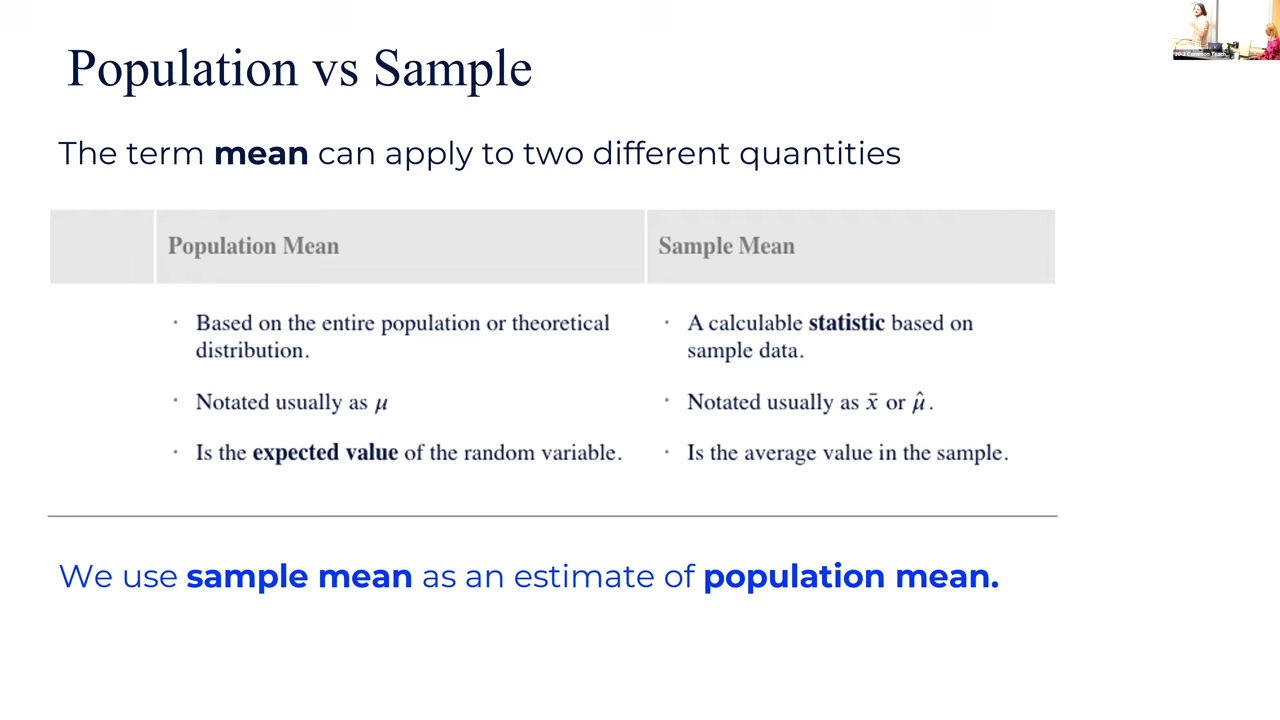 Population vs Sample
The term mean can apply to two different quantities
Population Mean
Sample Mean
· Based on the entire population or theoretical
distribution.
· Notated usually as μ
· Is the expected value of the random variable.
· A calculable statistic based on
sample data.
· Notated usually as x̄ or μ̂.
· Is the average value in the sample.
We use sample mean as an estimate of population mean.